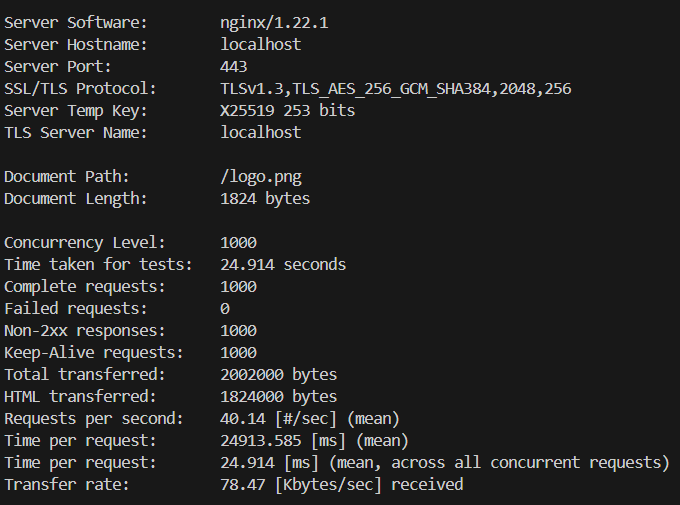 Server Software: nginx/1.22.1
Server Hostname: localhost
Server Port: 443
SSL/TLS Protocol: TLSv1.3,TLS_AES_256_GCM_SHA384,2048,256
Server Temp Key: X25519 253 bits
TLS Server Name: localhost
Document Path: /logo.png
Document Length: 1824 bytes
Concurrency Level: 1000
Time taken for tests: 24.914 seconds
Complete requests: 1000
Failed requests: 0
Non-2xx responses: 1000
Keep-Alive requests: 1000
Total transferred: 2002000 bytes
HTML transferred: 1824000 bytes
Requests per second: 40.14 [#/sec] (mean)
Time per request: 24913.585 [ms] (mean)
Time per request: 24.914 [ms] (mean, across all concurrent requests)
Transfer rate: 78.47 [Kbytes/sec] received